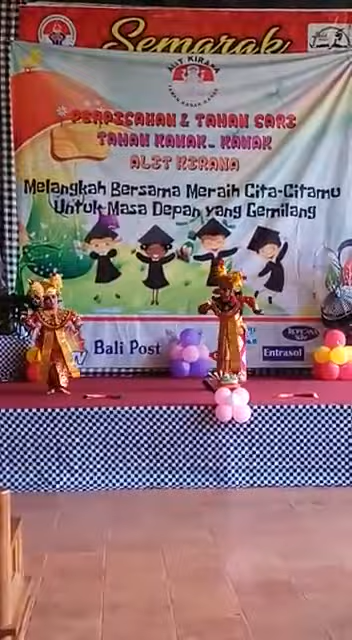 Semarak
ALIT KIRANA
PERPISAHAN & TAMAN SARI
TAMAN KANAK- KANAK
ALIT KIRANA
Melangkah Bersama Meraih Cita-Citamu
Untuk Masa Depan yang Gemilang
Bali Post
Entrasol